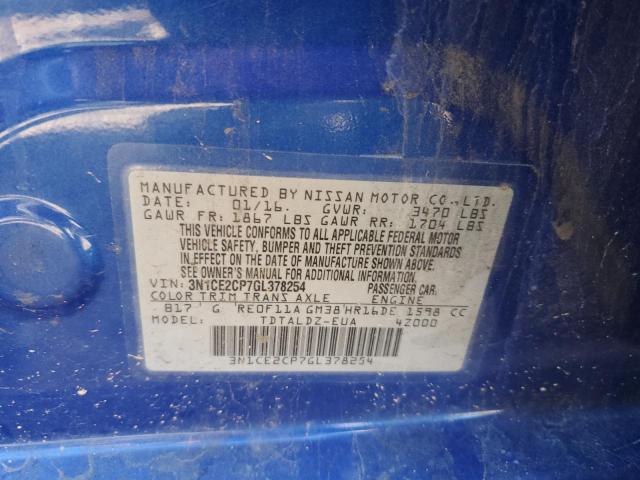 MANUFACTURED BY NISSAN MOTOR CO., LTD.
DATE: 01/16. GVWR: 3470 LBS
GAWR FR: 1867 LBS GAWR RR: 1704 LBS
THIS VEHICLE CONFORMS TO ALL APPLICABLE FEDERAL MOTOR
VEHICLE SAFETY, BUMPER AND THEFT PREVENTION STANDARDS
IN EFFECT ON THE DATE OF MANUFACTURE SHOWN ABOVE.
SEE OWNER'S MANUAL FOR ADDITIONAL INFORMATION.
VIN: 3N1CE2CP7GL378254 PASSENGER CAR.
COLOR TRIM TRANS AXLE ENGINE
B17 G RE0F11A GM38 HR16DE 1598 CC
MODEL: TDTALDZ-EUA 4Z000
3N1CE2CP7GL378254